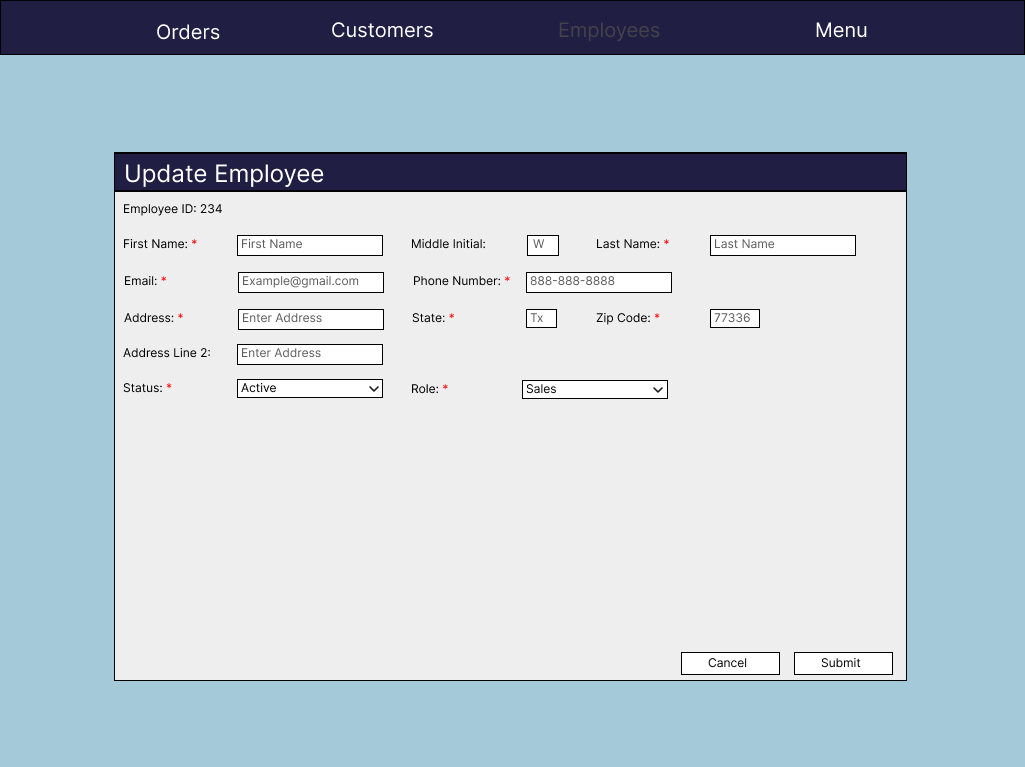 Orders Customers Employees Menu
Update Employee
Employee ID: 234
First Name: * First Name Middle Initial: W Last Name: * Last Name
Email: * Example@gmail.com Phone Number: * 888-888-8888
Address: * Enter Address State: * Tx Zip Code: * 77336
Address Line 2: Enter Address
Status: * Active Role: * Sales
Cancel Submit